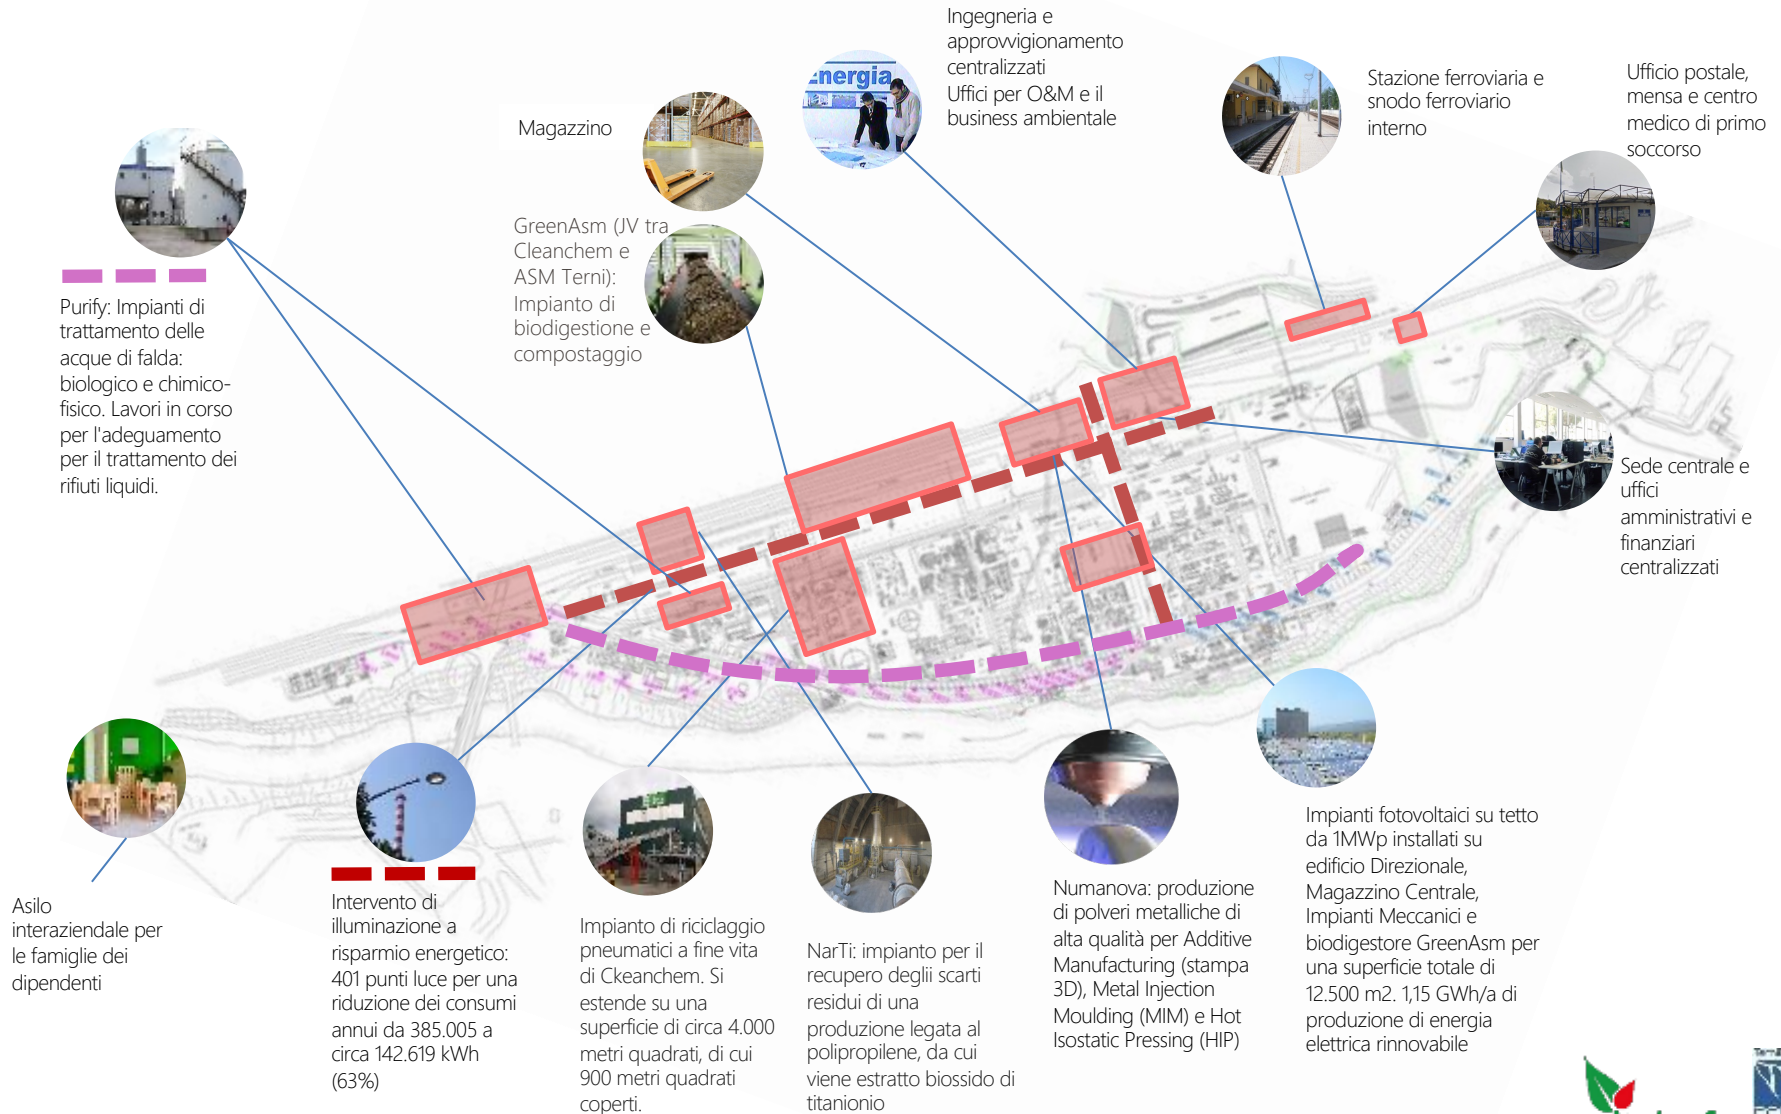 Ingegneria e
approvvigionamento
centralizzati
Uffici per O&M e il
business ambientale
Energia
Stazione ferroviaria e
snodo ferroviario
interno
Ufficio postale,
mensa e centro
medico di primo
soccorso
Magazzino
GreenAsm (JV tra
Cleanchem e
ASM Terni):
Impianto di
biodigestione e
compostaggio
Purify: Impianti di
trattamento delle
acque di falda:
biologico e chimico-
fisico. Lavori in corso
per l'adeguamento
per il trattamento dei
rifiuti liquidi.
Sede centrale e
uffici
amministrativi e
finanziari
centralizzati
Asilo
interaziendale per
le famiglie dei
dipendenti
Intervento di
illuminazione a
risparmio energetico:
401 punti luce per una
riduzione dei consumi
annui da 385.005 a
circa 142.619 kWh
(63%)
Impianto di riciclaggio
pneumatici a fine vita
di Ckeanchem. Si
estende su una
superficie di circa 4.000
metri quadrati, di cui
900 metri quadrati
coperti.
NarTi: impianto per il
recupero deglii scarti
residui di una
produzione legata al
polipropilene, da cui
viene estratto biossido di
titanionio
Numanova: produzione
di polveri metalliche di
alta qualità per Additive
Manufacturing (stampa
3D), Metal Injection
Moulding (MIM) e Hot
Isostatic Pressing (HIP)
Impianti fotovoltaici su tetto
da 1MWp installati su
edificio Direzionale,
Magazzino Centrale,
Impianti Meccanici e
biodigestore GreenAsm per
una superficie totale di
12.500 m2. 1,15 GWh/a di
produzione di energia
elettrica rinnovabile